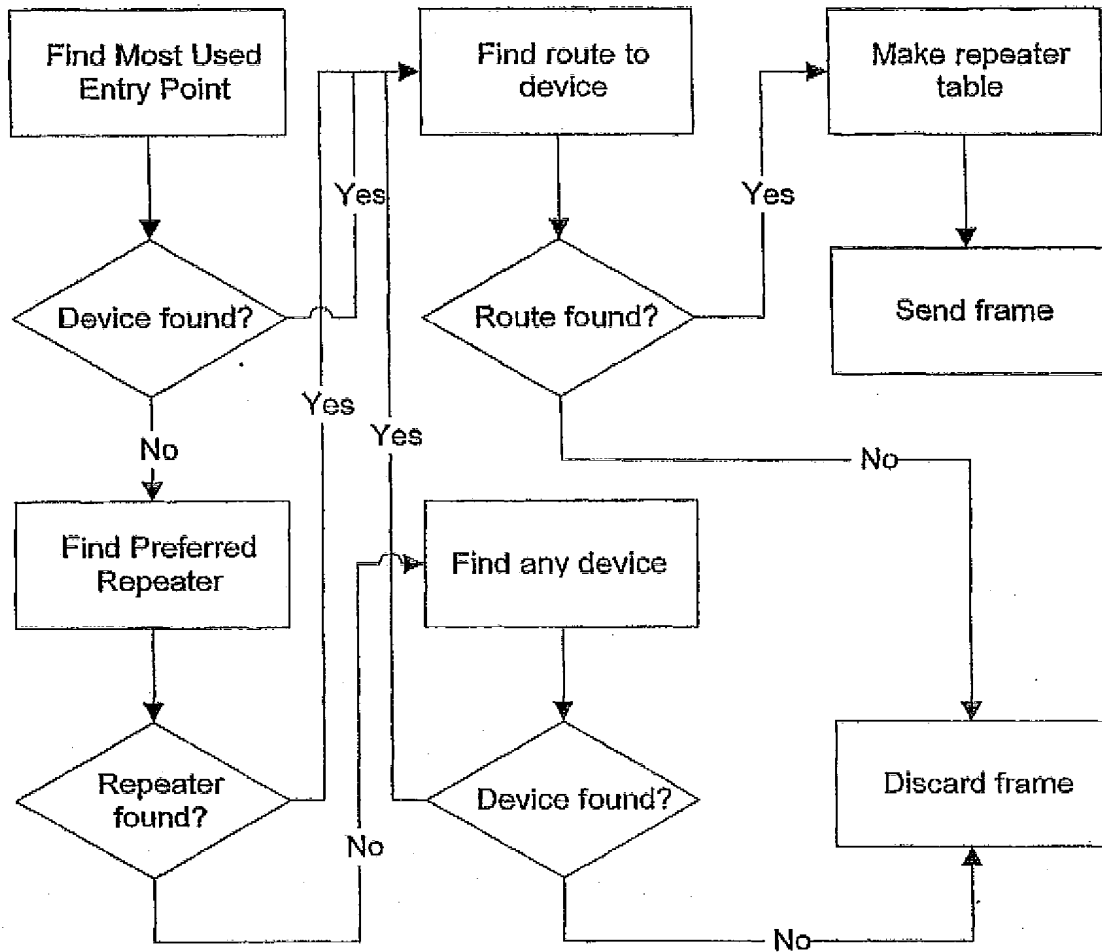 Find Most Used
Entry Point
Find route to
device
Make repeater
table
Yes
Yes
Device found?
Route found?
Send frame
Yes
Yes
No
No
Find Preferred
Repeater
Find any device
Repeater
found?
Device found?
Discard frame
No
No